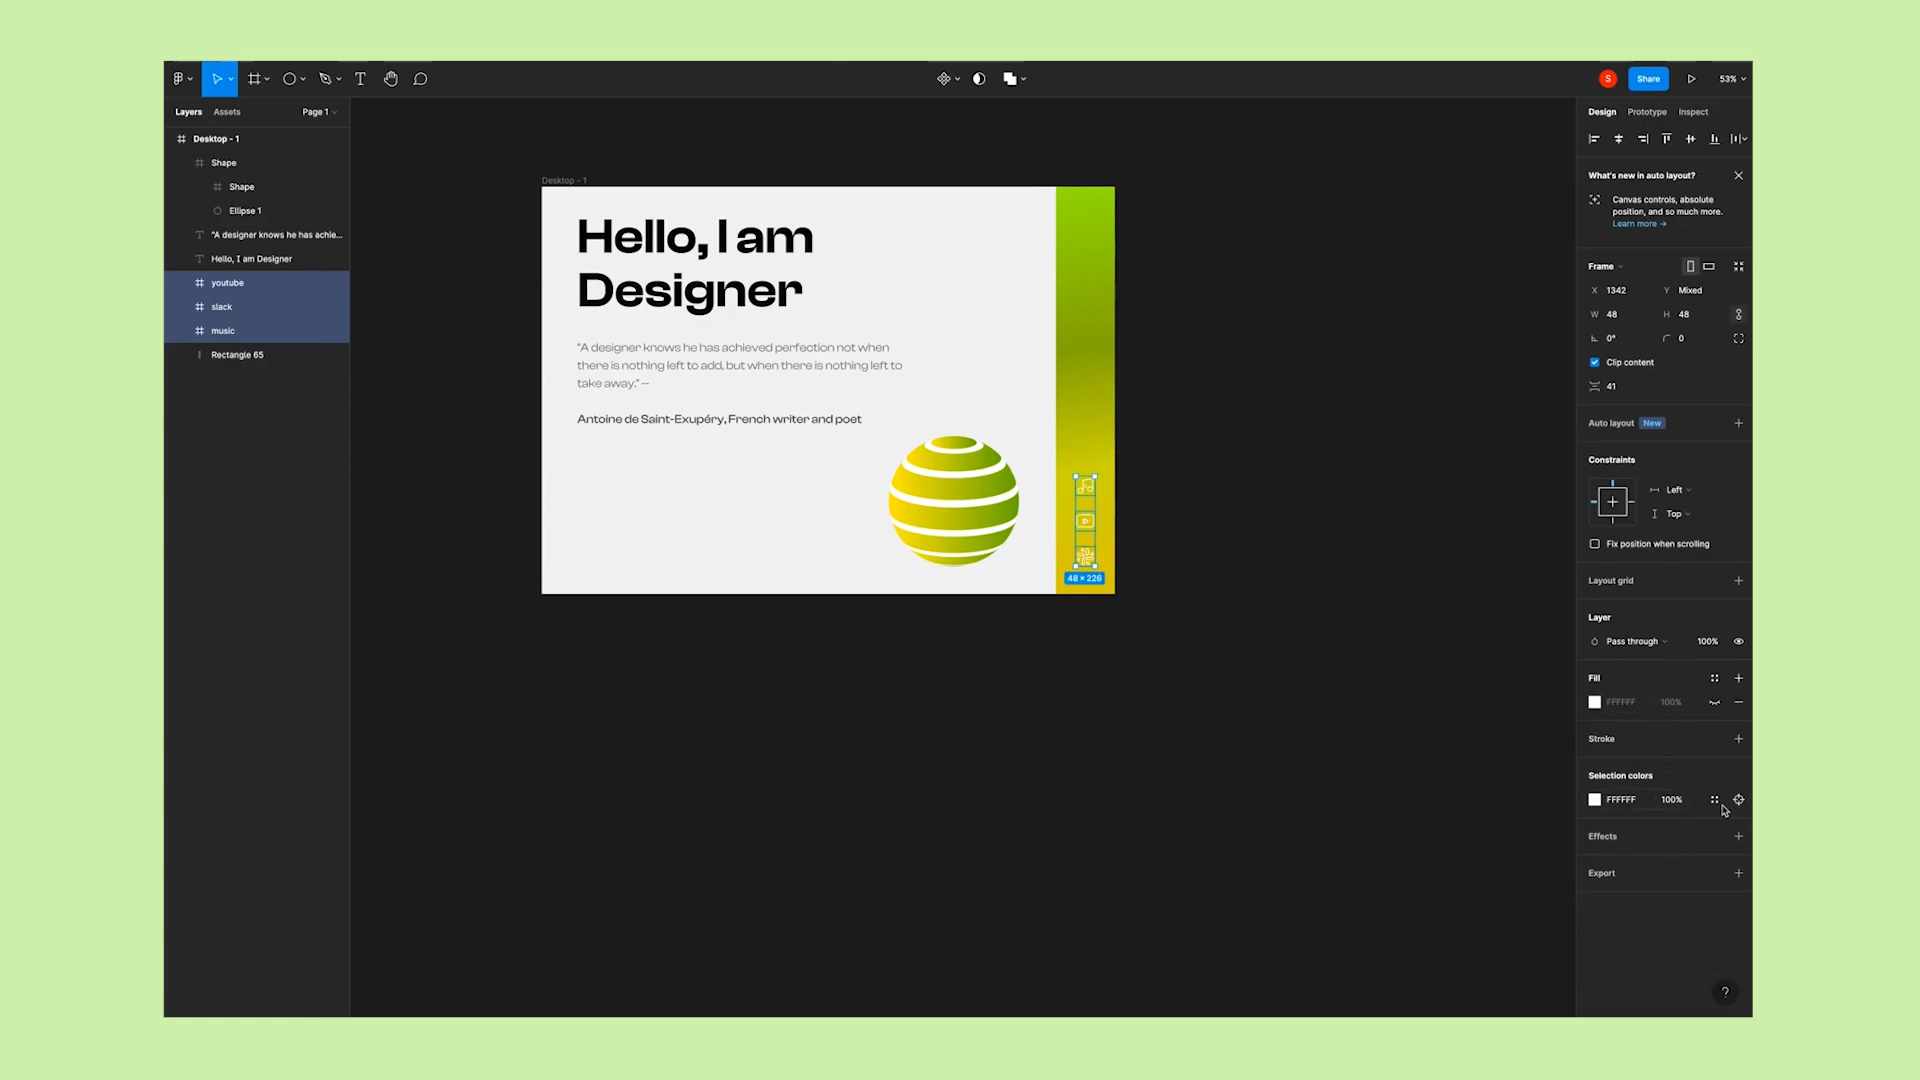 S
Share
53%
Layers
Assets
Page 1
Design
Prototype
Inspect
Desktop - 1
Shape
Shape
Ellipse 1
"A designer knows he has achie...
Hello, I am Designer
youtube
slack
music
Rectangle 65
Desktop - 1
Hello, I am
Designer
"A designer knows he has achieved perfection not when
there is nothing left to add, but when there is nothing left to
take away." --
Antoine de Saint-Exupéry, French writer and poet
48 × 226
What's new in auto layout?
Canvas controls, absolute
position, and so much more.
Learn more →
Frame
X 1342 Y Mixed
W 48 H 48
0° 0
Clip content
41
Auto layout New
Constraints
Left
Top
Fix position when scrolling
Layout grid
Layer
Pass through 100%
Fill
FFFFFF 100%
Stroke
Selection colors
FFFFFF 100%
Effects
Export
?